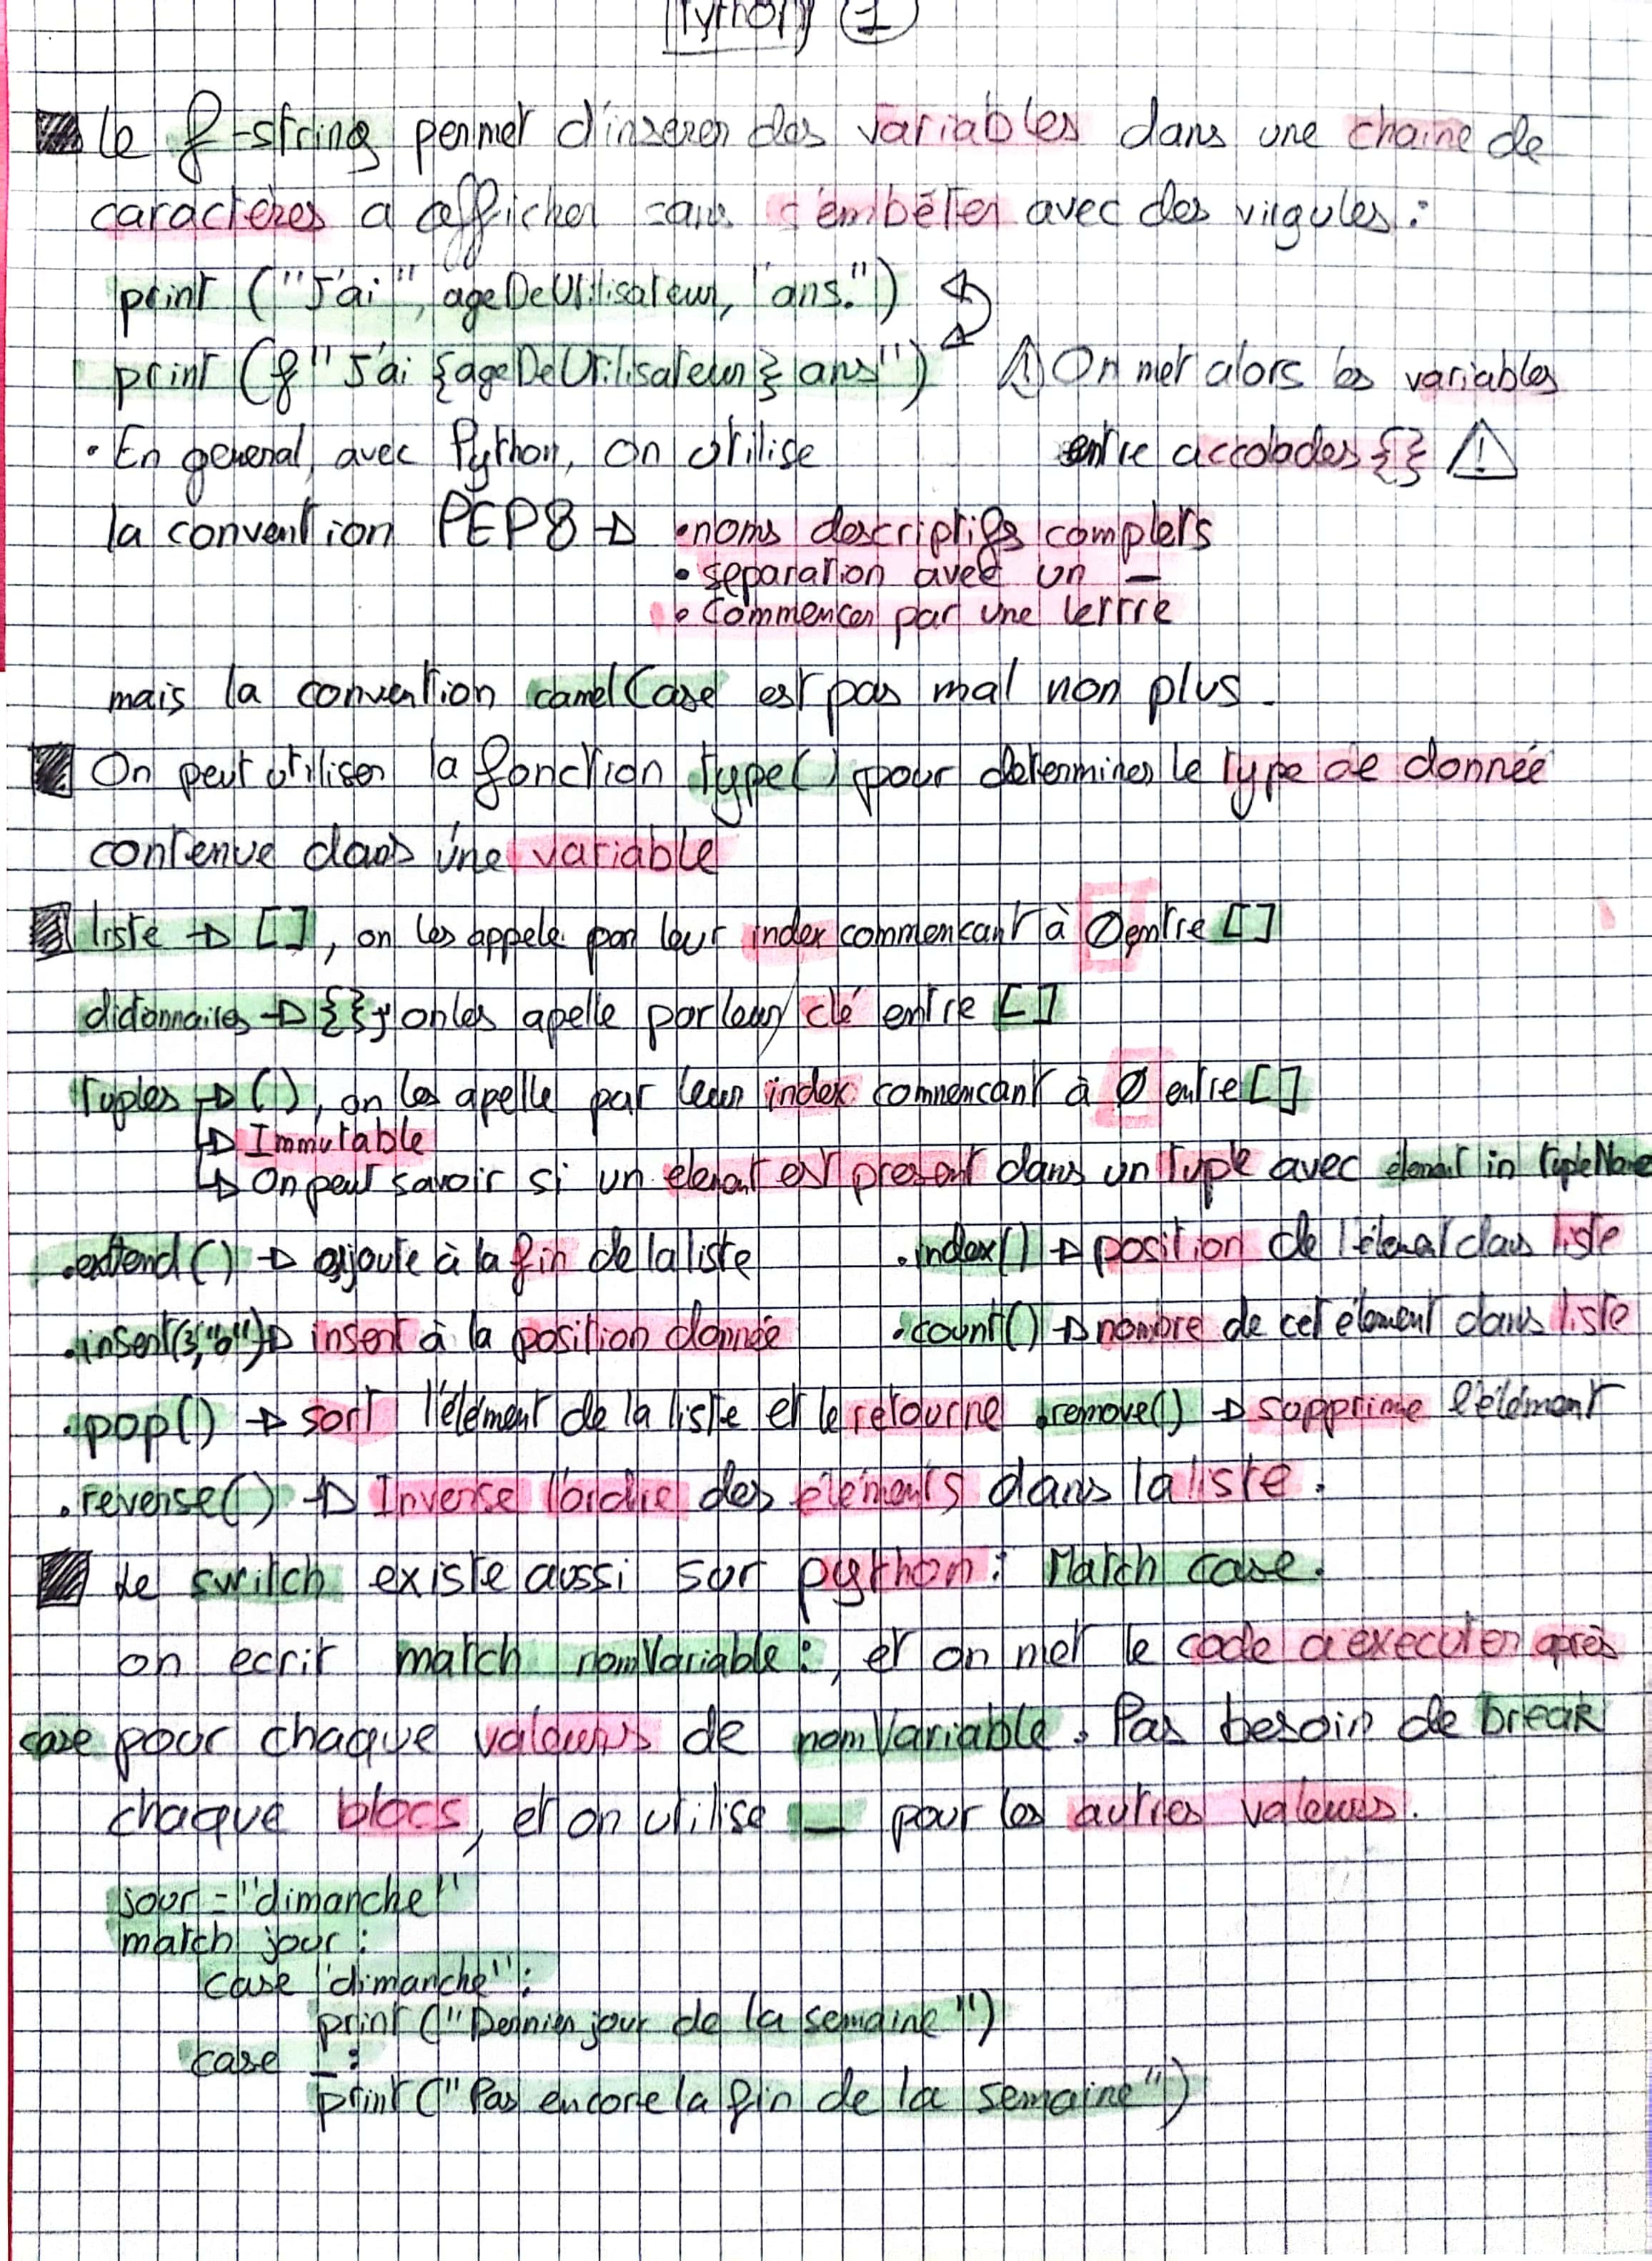 Python 1
Le f-string permet d'inserer des variables dans une chaine de
caractères a afficher sans s'embêter avec des virgules :
print ("J'ai", ageDeUtilisateur, "ans.")
print (f"J'ai {ageDeUtilisateur} ans") ⚠ On met alors les variables
entre accolades {} ⚠
• En general, avec Python, on utilise
la convention PEP8 → • noms descriptifs complets
• separation avec un _
• Commencer par une lettre
mais la convention camelCase est pas mal non plus.
On peut utiliser la fonction type() pour determiner le type de donnée
contenue dans une variable
liste → [], on les appele par leur index commencant à 0 entre []
dictionnaires → {}, on les apelle par leur clé entre []
Tuples → (), on les apelle par leur index commencant à 0 entre []
→ Immutable
→ On peut savoir si un element est present dans un tuple avec element in tupleName
.extend() → ajoute à la fin de la liste .index() → position de l'élement dans liste
.insert(3,"o") → insert à la position donnée .count() → nombre de cet élement dans liste
.pop() → sort l'élément de la liste et le retourne .remove() → supprime l'élément
.reverse() → Inverse l'ordre des éléments dans la liste.
Le switch existe aussi sur python : Match case.
on ecrit match nomVariable:, et on met le code a executer après
case pour chaque valeurs de nomVariable. Pas besoin de break
chaque blocs, et on utilise _ pour les autres valeurs.
jour = "dimanche"
match jour :
case "dimanche":
print ("Dernier jour de la semaine")
case _:
print ("Pas encore la fin de la semaine")